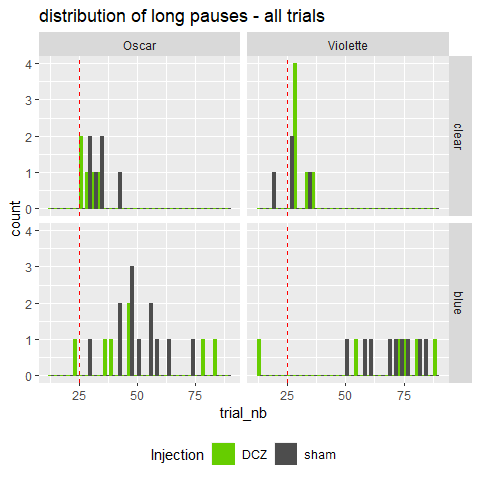 distribution of long pauses - all trials
Oscar Violette
4
3
2
1
0
clear
4
3
2
1
0
blue
count
25 50 75 25 50 75
trial_nb
Injection DCZ sham